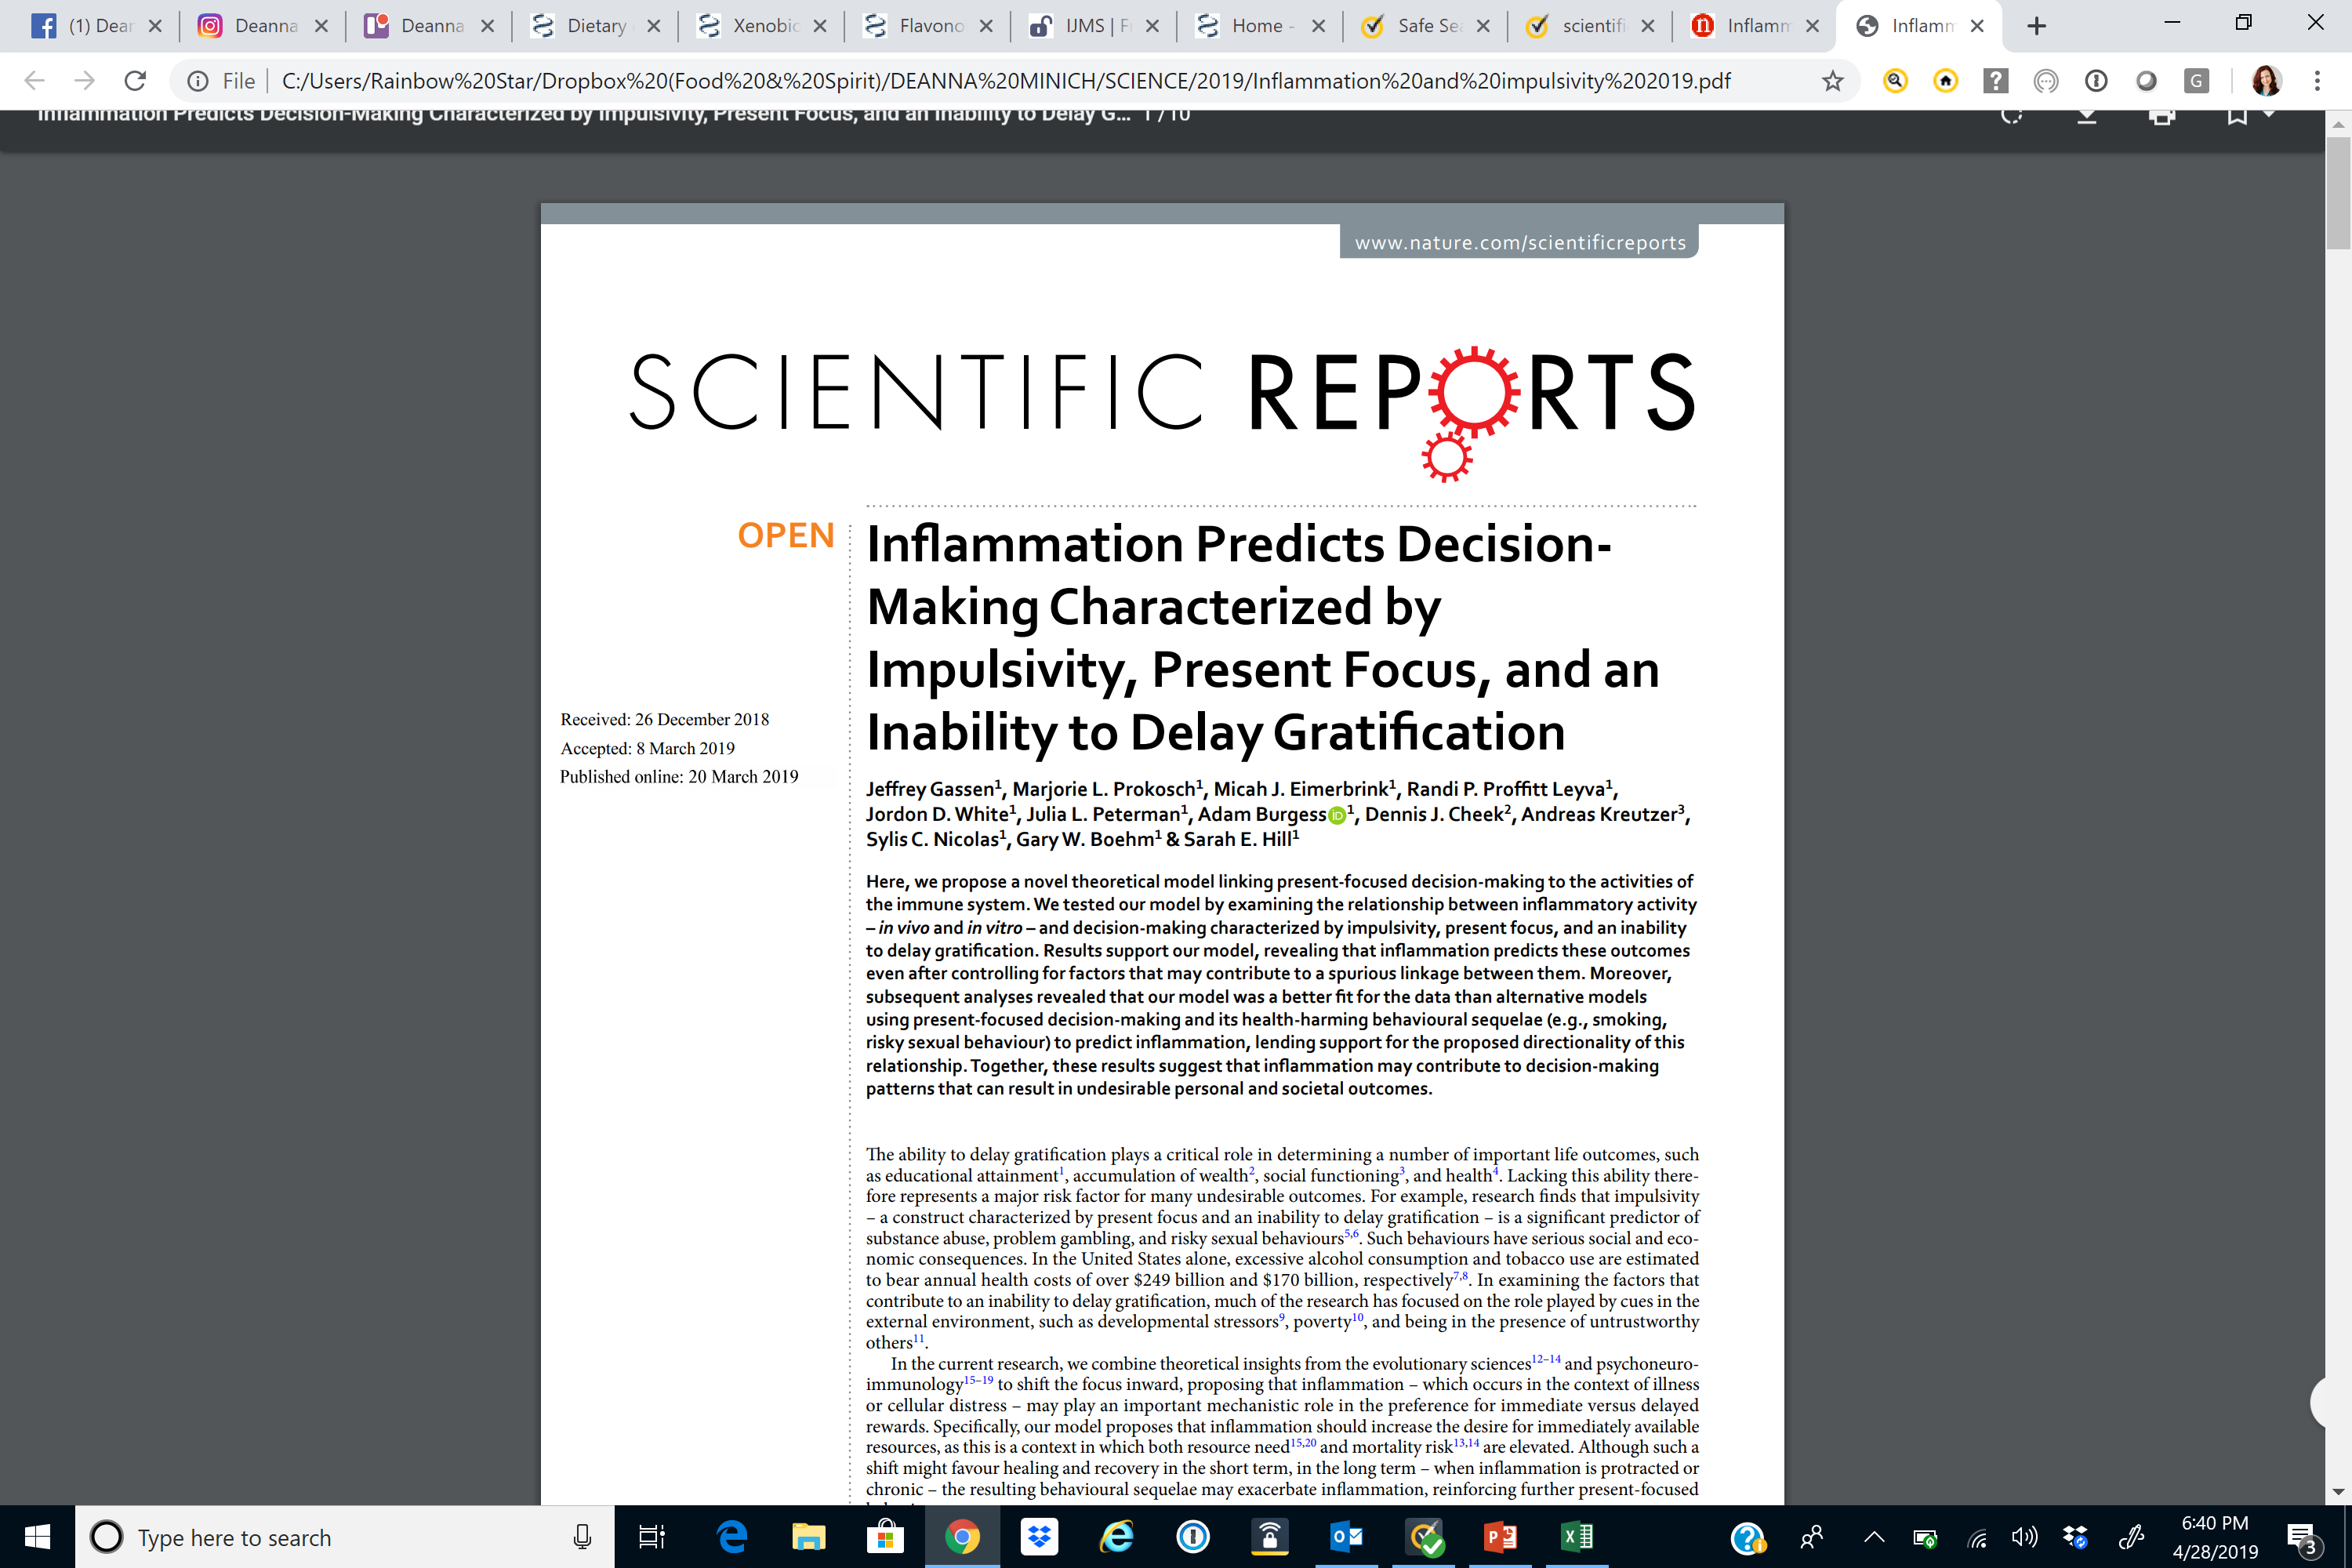 (1) Dear
Deanna
Deanna
Dietary
Xenobio
Flavono
IJMS | F
Home -
Safe Se
scientifi
Inflamm
Inflamm
File
C:/Users/Rainbow%20Star/Dropbox%20(Food%20&%20Spirit)/DEANNA%20MINICH/SCIENCE/2019/Inflammation%20and%20impulsivity%202019.pdf
Inflammation Predicts Decision-Making Characterized by Impulsivity, Present Focus, and an Inability to Delay G... 1 / 10
www.nature.com/scientificreports
SCIENTIFIC REPORTS
OPEN
Inflammation Predicts Decision-
Making Characterized by
Impulsivity, Present Focus, and an
Inability to Delay Gratification
Received: 26 December 2018
Accepted: 8 March 2019
Published online: 20 March 2019
Jeffrey Gassen1, Marjorie L. Prokosch1, Micah J. Eimerbrink1, Randi P. Proffitt Leyva1,
Jordon D. White1, Julia L. Peterman1, Adam Burgess iD 1, Dennis J. Cheek2, Andreas Kreutzer3,
Sylis C. Nicolas1, Gary W. Boehm1 & Sarah E. Hill1
Here, we propose a novel theoretical model linking present-focused decision-making to the activities of
the immune system. We tested our model by examining the relationship between inflammatory activity
– in vivo and in vitro – and decision-making characterized by impulsivity, present focus, and an inability
to delay gratification. Results support our model, revealing that inflammation predicts these outcomes
even after controlling for factors that may contribute to a spurious linkage between them. Moreover,
subsequent analyses revealed that our model was a better fit for the data than alternative models
using present-focused decision-making and its health-harming behavioural sequelae (e.g., smoking,
risky sexual behaviour) to predict inflammation, lending support for the proposed directionality of this
relationship. Together, these results suggest that inflammation may contribute to decision-making
patterns that can result in undesirable personal and societal outcomes.
The ability to delay gratification plays a critical role in determining a number of important life outcomes, such
as educational attainment1, accumulation of wealth2, social functioning3, and health4. Lacking this ability there-
fore represents a major risk factor for many undesirable outcomes. For example, research finds that impulsivity
– a construct characterized by present focus and an inability to delay gratification – is a significant predictor of
substance abuse, problem gambling, and risky sexual behaviours5,6. Such behaviours have serious social and eco-
nomic consequences. In the United States alone, excessive alcohol consumption and tobacco use are estimated
to bear annual health costs of over $249 billion and $170 billion, respectively7,8. In examining the factors that
contribute to an inability to delay gratification, much of the research has focused on the role played by cues in the
external environment, such as developmental stressors9, poverty10, and being in the presence of untrustworthy
others11.
In the current research, we combine theoretical insights from the evolutionary sciences12–14 and psychoneuro-
immunology15–19 to shift the focus inward, proposing that inflammation – which occurs in the context of illness
or cellular distress – may play an important mechanistic role in the preference for immediate versus delayed
rewards. Specifically, our model proposes that inflammation should increase the desire for immediately available
resources, as this is a context in which both resource need15,20 and mortality risk13,14 are elevated. Although such a
shift might favour healing and recovery in the short term, in the long term – when inflammation is protracted or
chronic – the resulting behavioural sequelae may exacerbate inflammation, reinforcing further present-focused
Type here to search
6:40 PM
4/28/2019
3